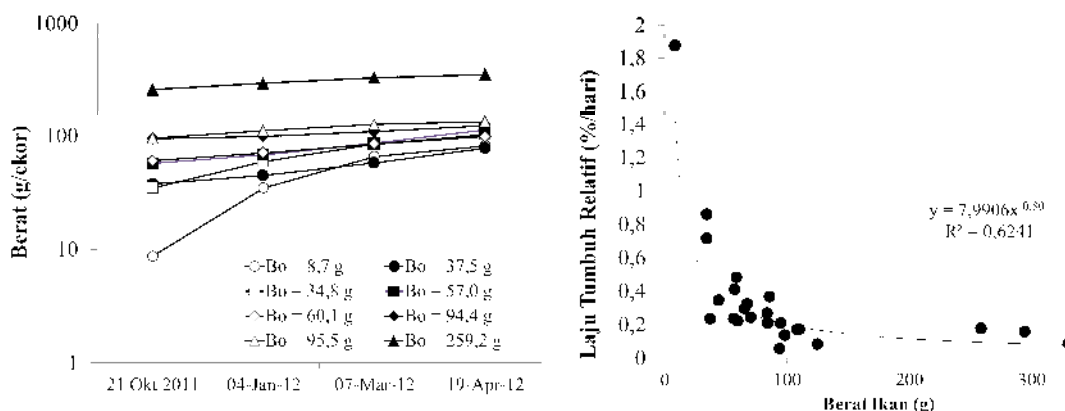 1000
100
10
1
Berat (g/ekor)
Bo 8,7 g
Bo 37,5 g
Bo – 34,8 g
Bo – 57,0 g
Bo – 60,1 g
Bo – 94,4 g
Bo – 95,5 g
Bo 259,2 g
21 Okt 2011
04-Jan-12
07-Mar-12
19-Apr-12
Laju Tumbuh Relatif (%/hari)
2
1,8
1,6
1,4
1,2
1
0,8
0,6
0,4
0,2
0
y = 7,9906x^-0,80
R² = 0,6241
0
100
200
300
Berat Ikan (g)